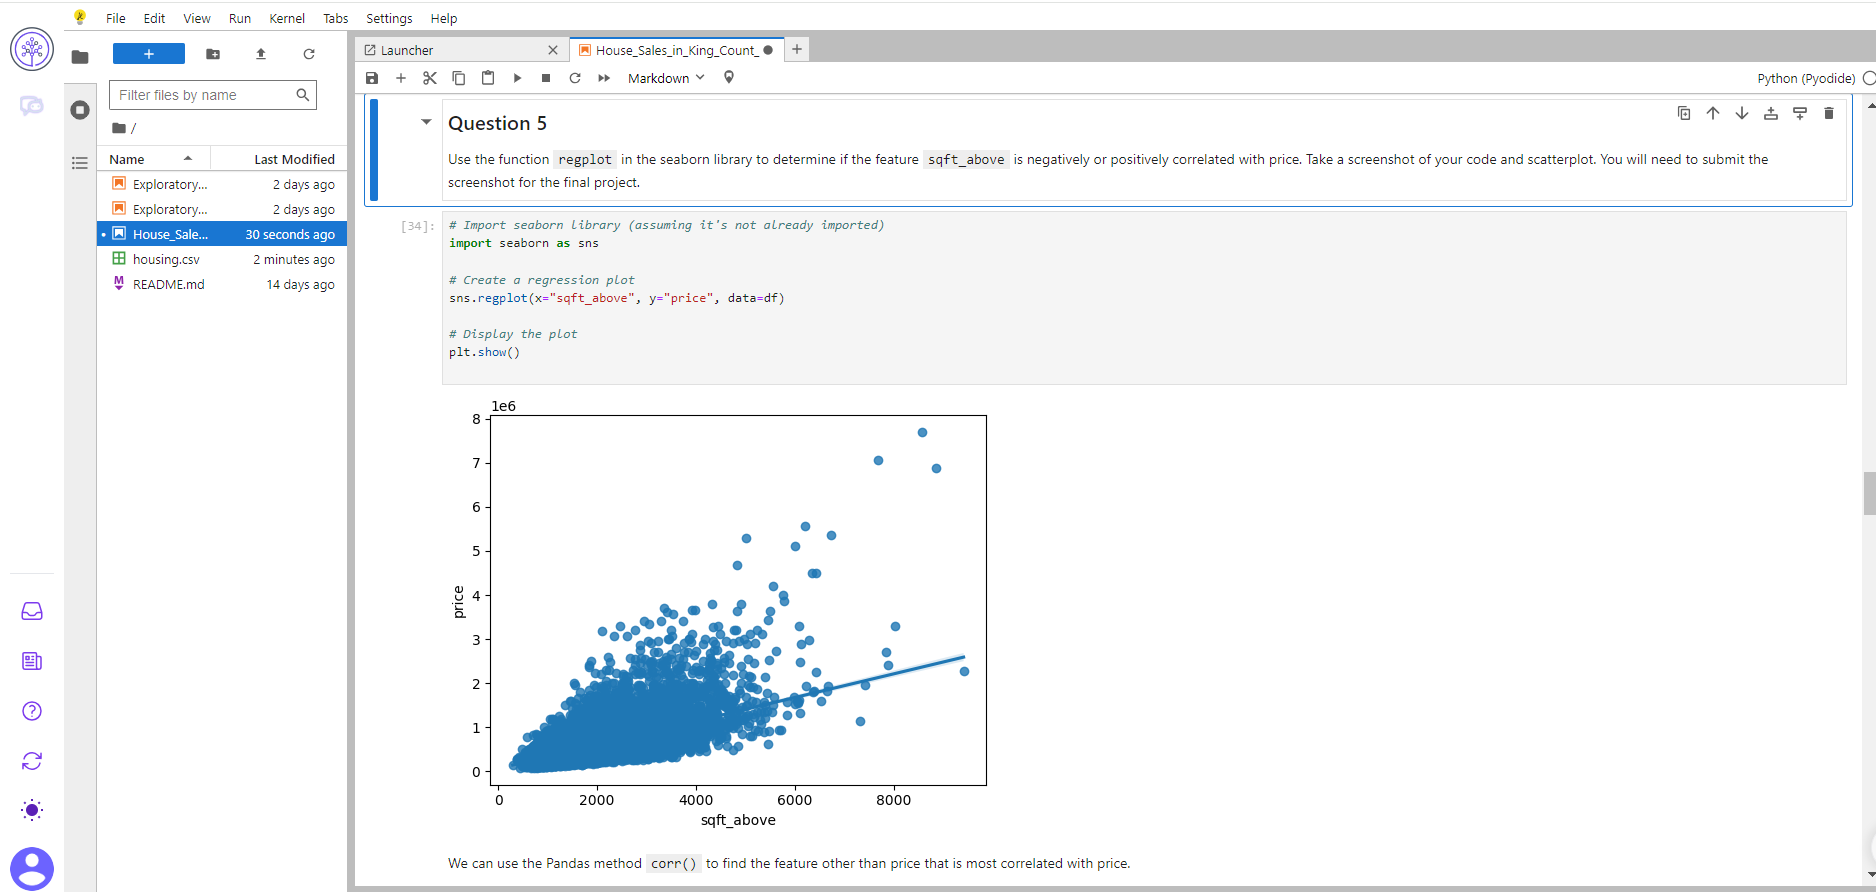 File Edit View Run Kernel Tabs Settings Help
Launcher
House_Sales_in_King_Count_
Filter files by name
/
Name Last Modified
Exploratory... 2 days ago
Exploratory... 2 days ago
House_Sale... 30 seconds ago
housing.csv 2 minutes ago
README.md 14 days ago
Markdown
Python (Pyodide)
Question 5
Use the function regplot in the seaborn library to determine if the feature sqft_above is negatively or positively correlated with price. Take a screenshot of your code and scatterplot. You will need to submit the
screenshot for the final project.
[34]:
# Import seaborn library (assuming it's not already imported)
import seaborn as sns
# Create a regression plot
sns.regplot(x="sqft_above", y="price", data=df)
# Display the plot
plt.show()
1e6
8
7
6
5
4
3
2
1
0
price
0 2000 4000 6000 8000
sqft_above
We can use the Pandas method corr() to find the feature other than price that is most correlated with price.